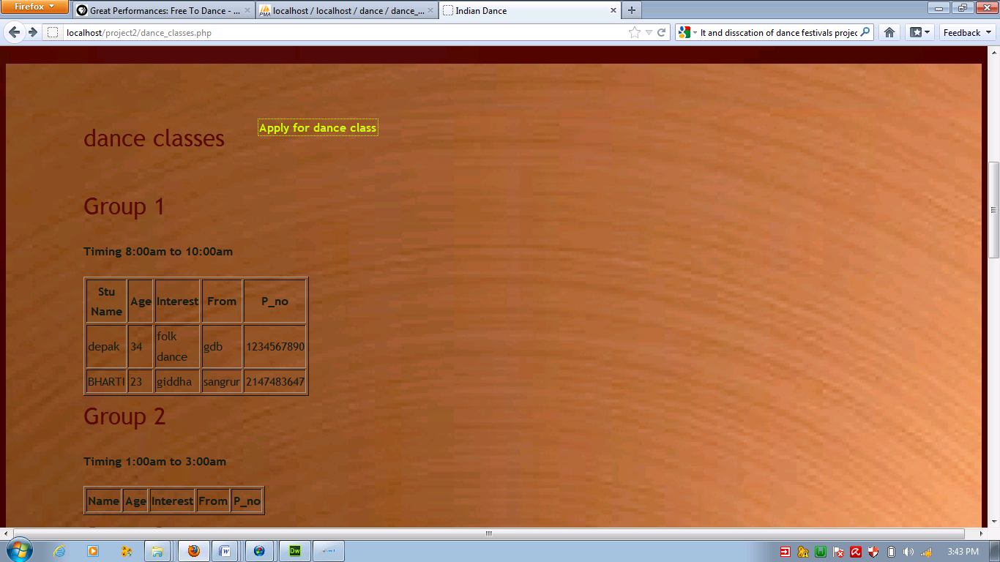 Firefox
Great Performances: Free To Dance - ...
localhost / localhost / dance / dance_...
Indian Dance
localhost/project2/dance_classes.php
It and disscation of dance festivals projec
Feedback
dance classes
Apply for dance class
Group 1
Timing 8:00am to 10:00am
Stu Name Age Interest From P_no
depak 34 folk dance gdb 1234567890
BHARTI 23 giddha sangrur 2147483647
Group 2
Timing 1:00am to 3:00am
Name Age Interest From P_no
3:43 PM